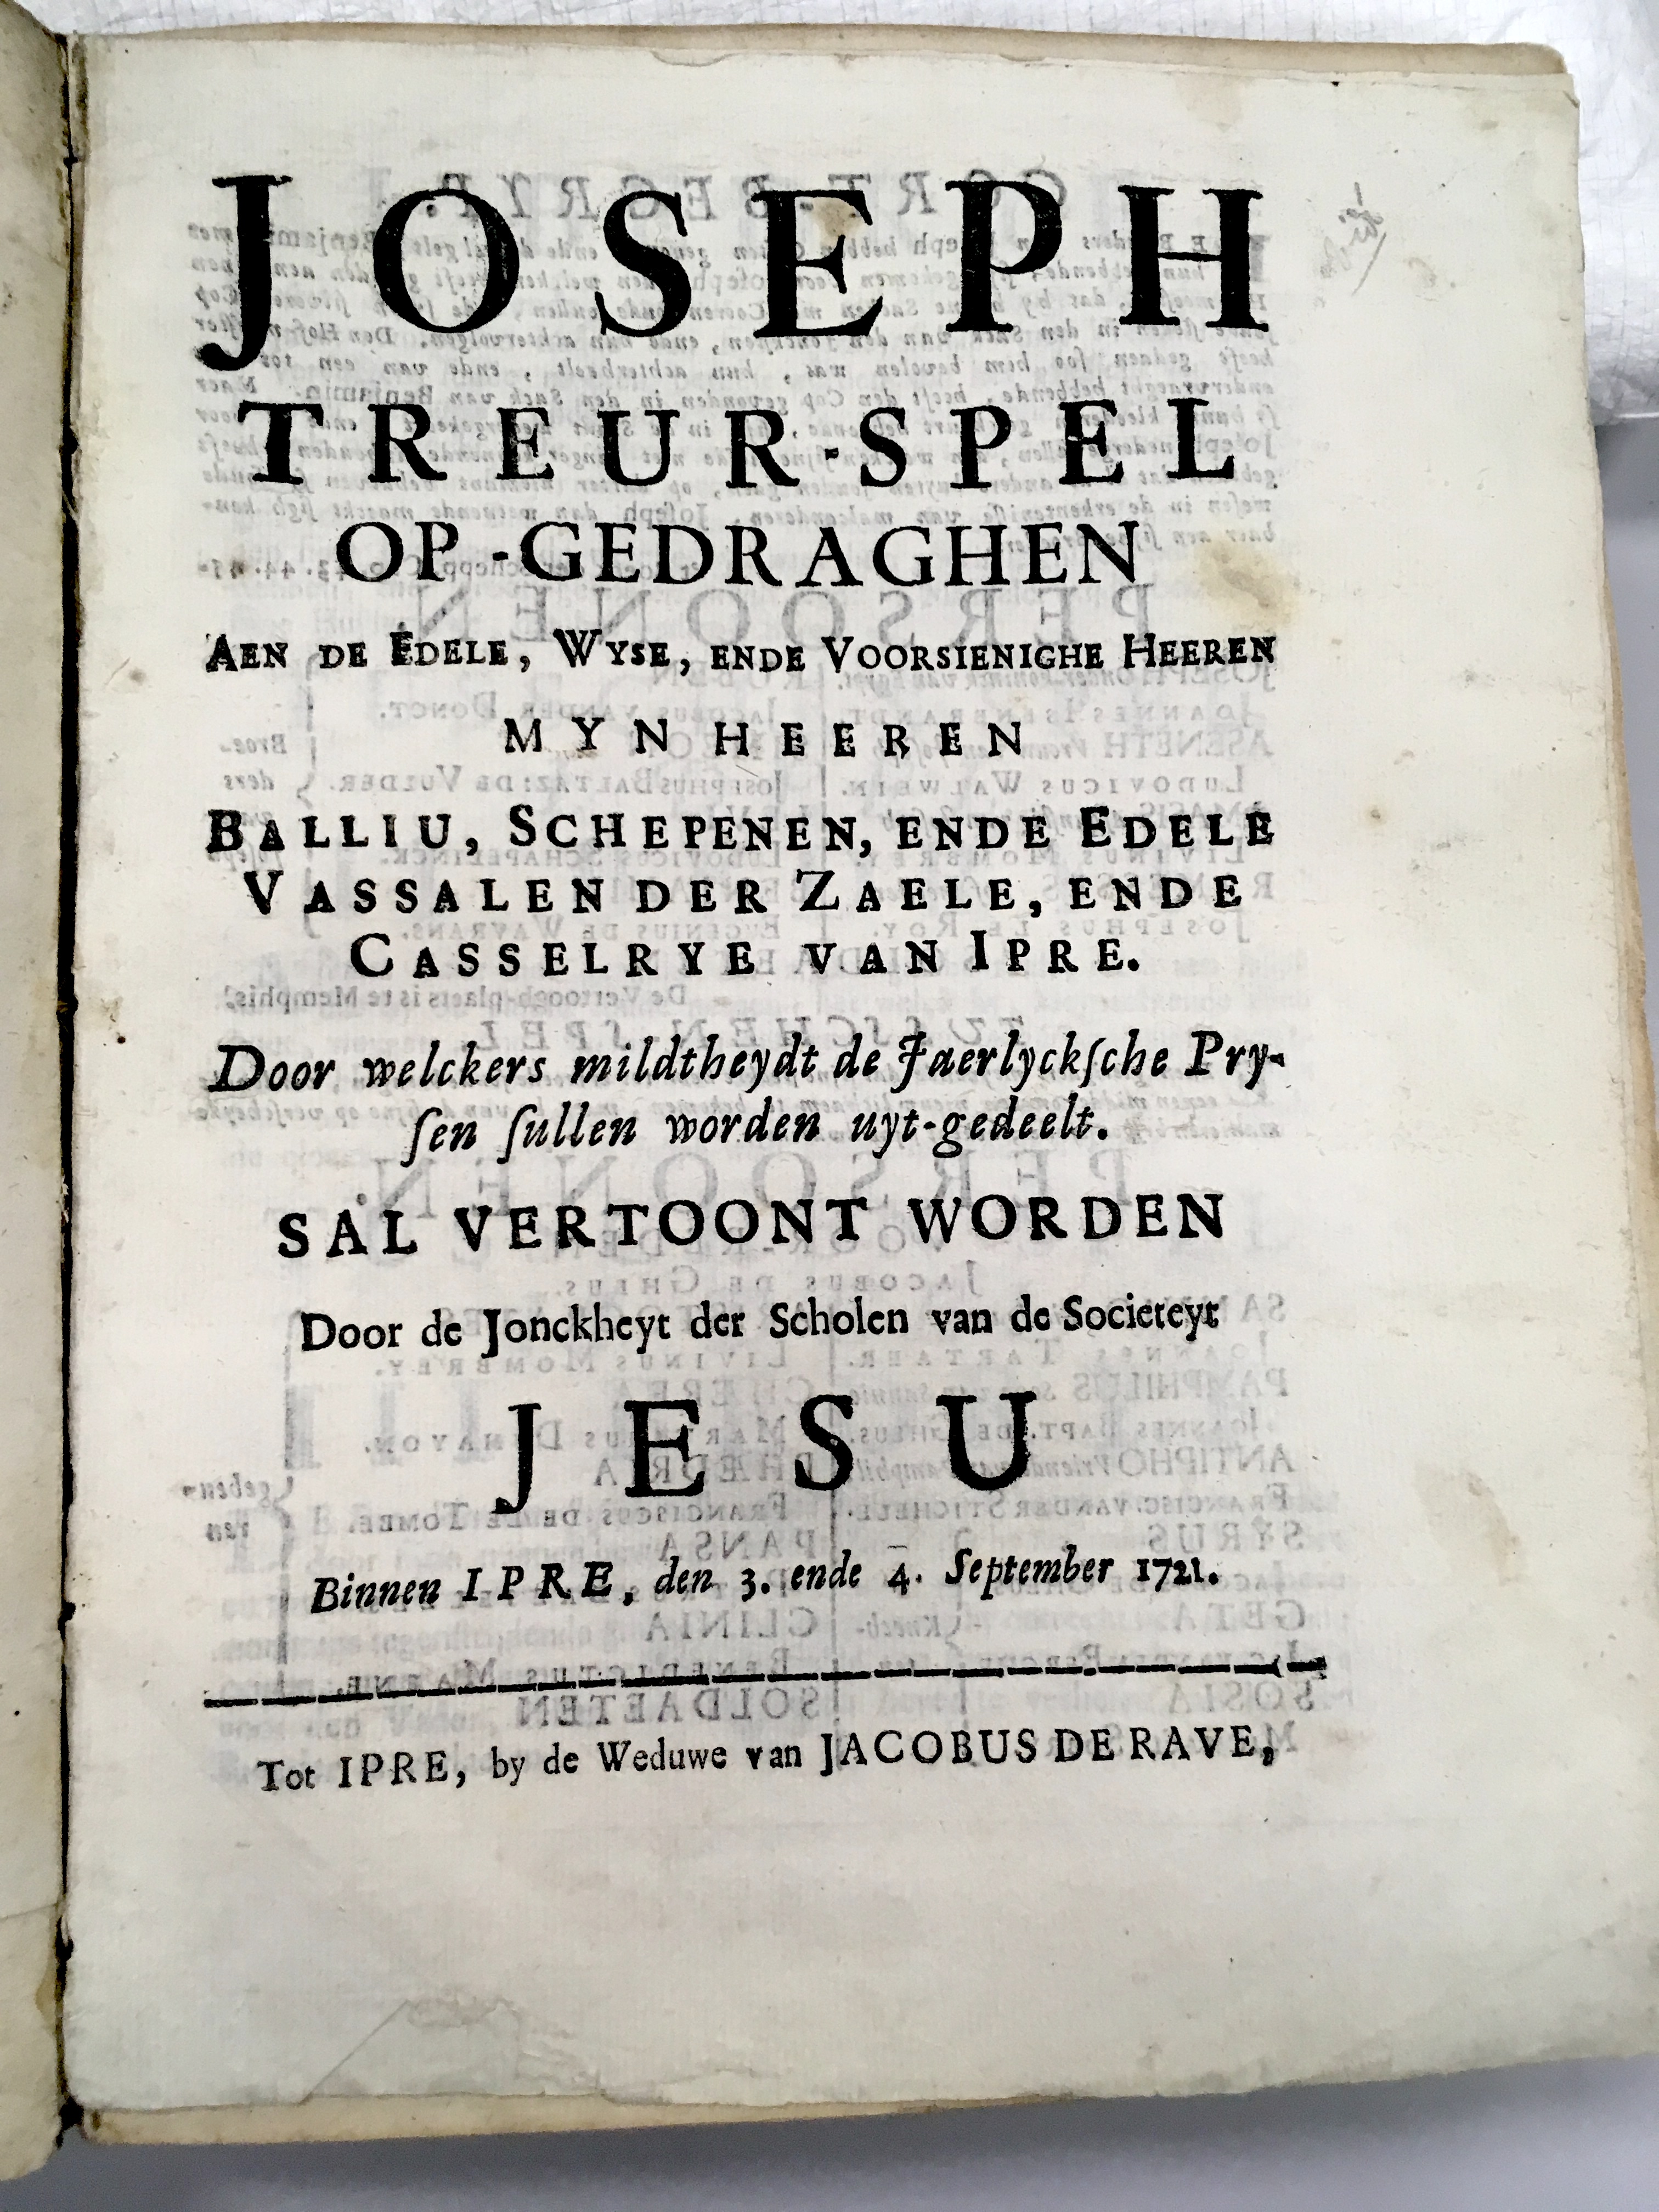 JOSEPH
TREUR-SPEL
OP-GEDRAGHEN
AEN DE EDELE, WYSE, ENDE VOORSIENIGHE HEEREN
MYN HEEREN
BALLIU, SCHEPENEN, ENDE EDELE
VASSALEN DER ZAELE, ENDE
CASSELRYE VAN IPRE.
Door welckers mildtheydt de Jaerlyckſche Pry-
ſen ſullen worden uyt-gedeelt.
SAL VERTOONT WORDEN
Door de Jonckheyt der Scholen van de Societeyt
JESU
Binnen IPRE, den 3. ende 4. September 1721.
Tot IPRE, by de Weduwe van JACOBUS DE RAVE,